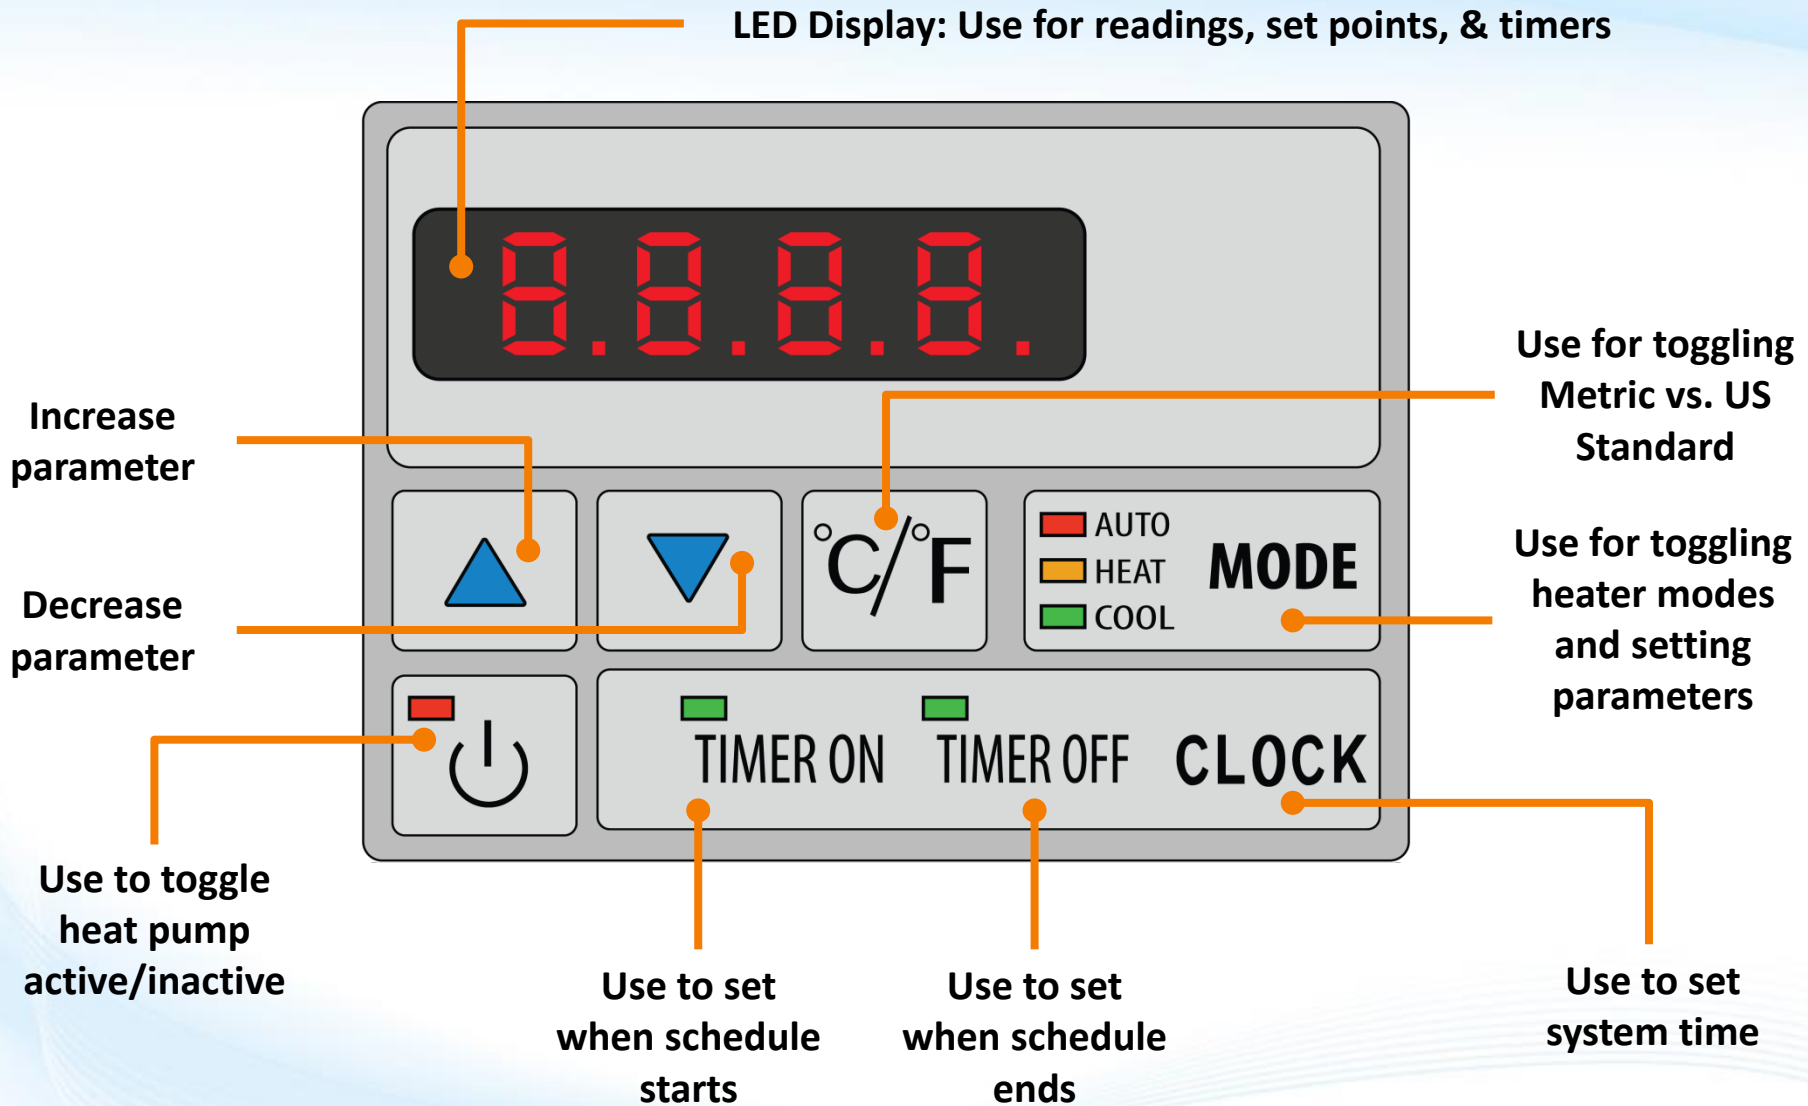 LED Display: Use for readings, set points, & timers
8.8.8.8.
Use for toggling
Metric vs. US
Standard
Increase
parameter
°C/°F
AUTO
HEAT
COOL
MODE
Use for toggling
heater modes
and setting
parameters
Decrease
parameter
TIMER ON
TIMER OFF
CLOCK
Use to toggle
heat pump
active/inactive
Use to set
when schedule
starts
Use to set
when schedule
ends
Use to set
system time